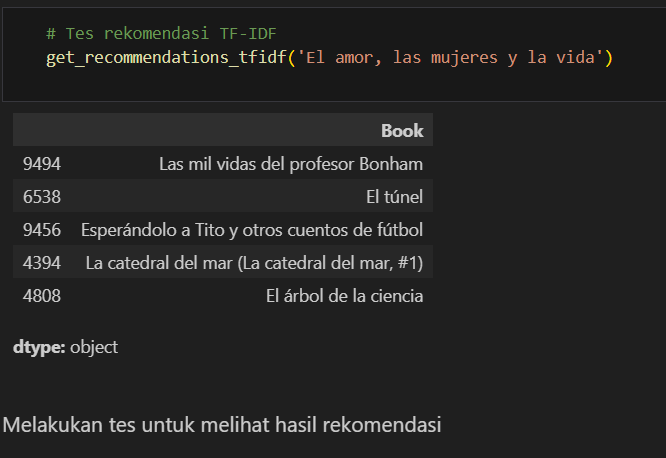 # Tes rekomendasi TF-IDF
get_recommendations_tfidf('El amor, las mujeres y la vida')
Book
9494 Las mil vidas del profesor Bonham
6538 El túnel
9456 Esperándolo a Tito y otros cuentos de fútbol
4394 La catedral del mar (La catedral del mar, #1)
4808 El árbol de la ciencia
dtype: object
Melakukan tes untuk melihat hasil rekomendasi